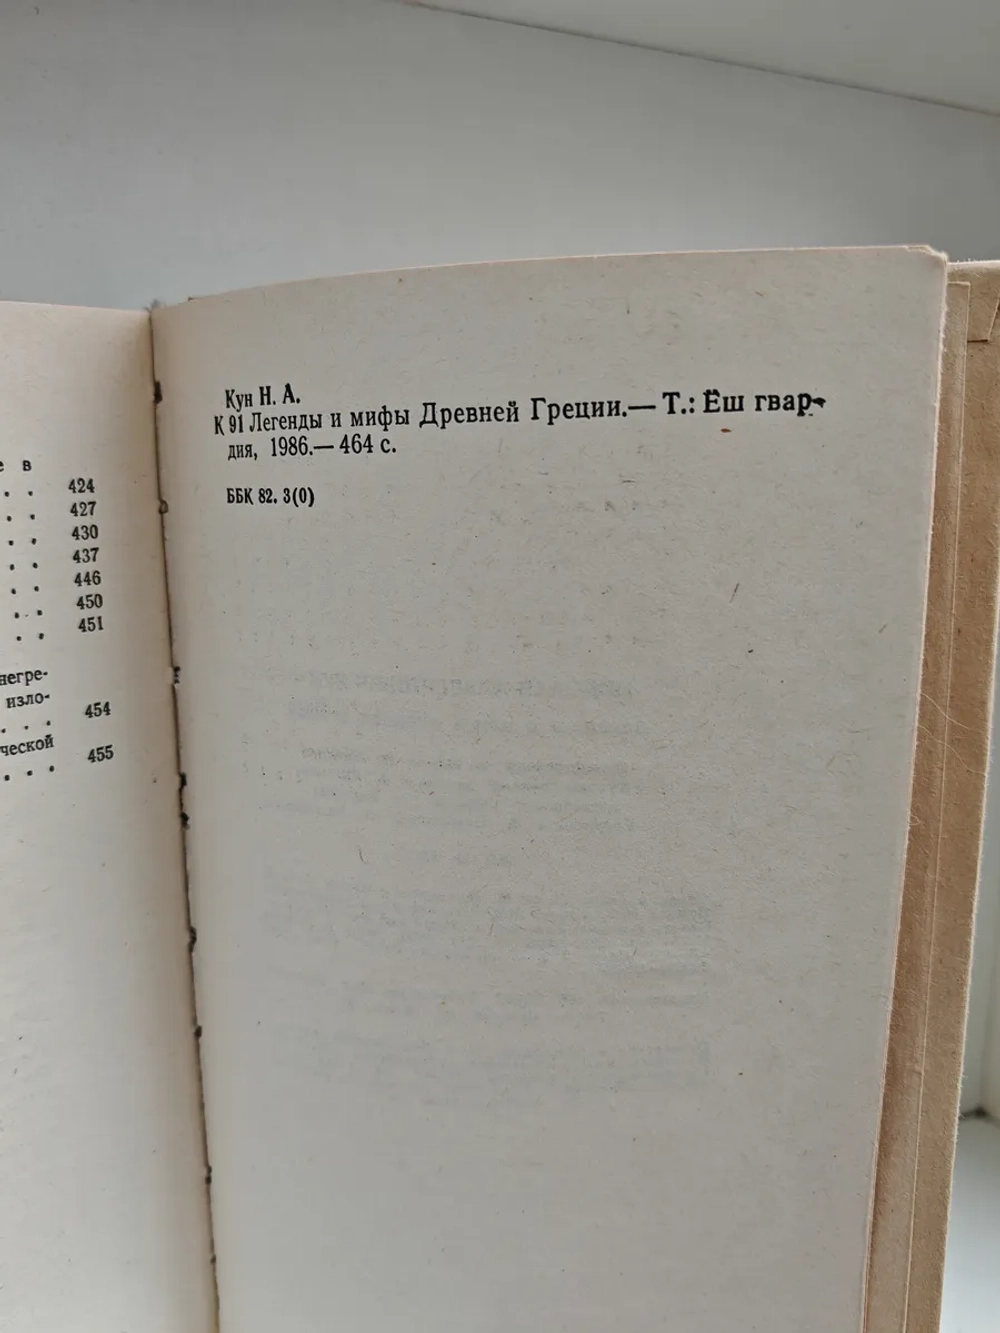 е в
. . 424
. . 427
. . 430
. . 437
. . 446
. . 450
. . 451
негре-
изло-
. . . 454
ческой
. . . 455
Кун Н. А.
К 91 Легенды и мифы Древней Греции.— Т.: Ёш гвар-
дия, 1986.— 464 с.
ББК 82. 3(0)